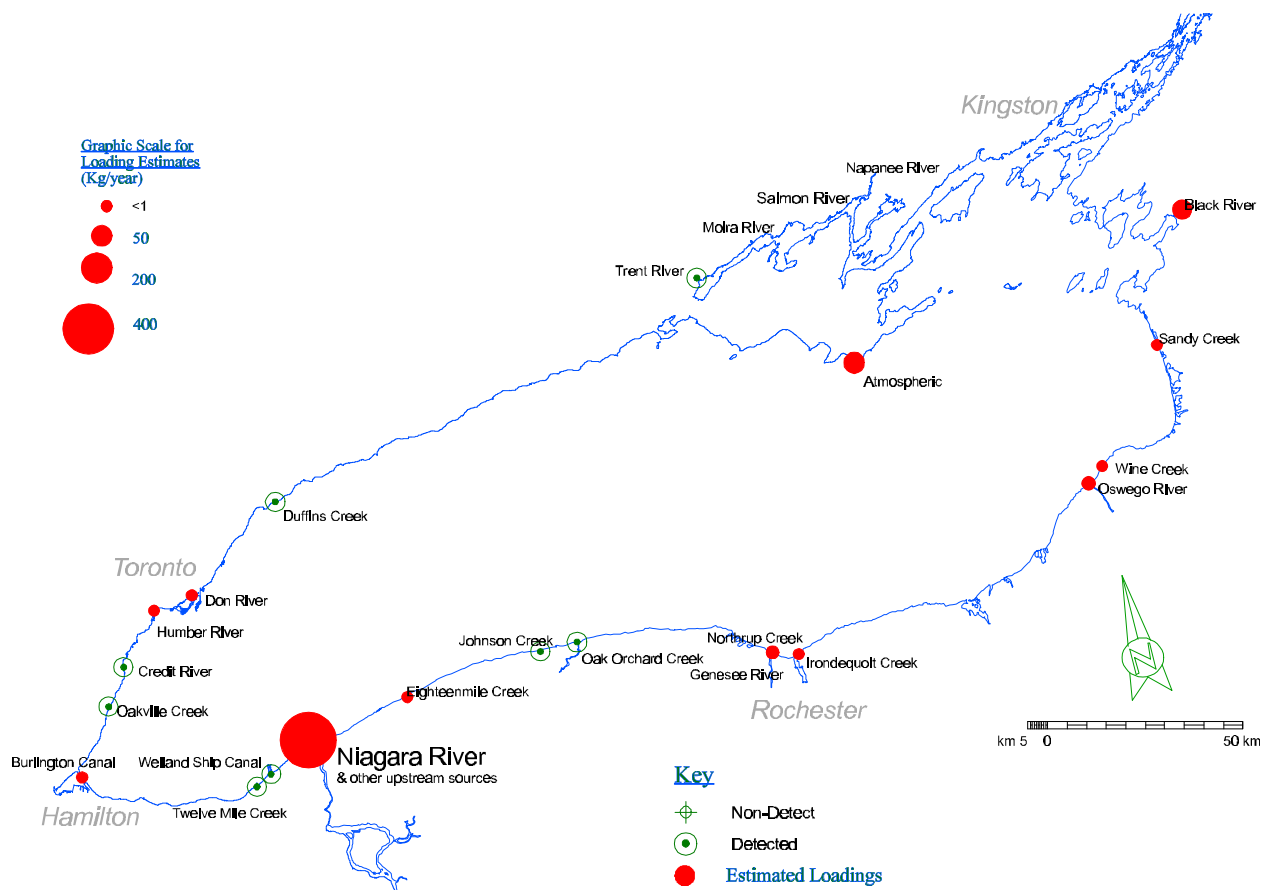 Kingston
Graphic Scale for
Loading Estimates
(Kg/year)
<1
50
200
400
Napanee River
Salmon River
Moira River
Trent River
Black River
Sandy Creek
Atmospheric
Wine Creek
Oswego River
Duffins Creek
Toronto
Don River
Humber River
Credit River
Oakville Creek
Burlington Canal
Hamilton
Welland Ship Canal
Twelve Mile Creek
Niagara River
& other upstream sources
Eighteenmile Creek
Johnson Creek
Oak Orchard Creek
Northrup Creek
Genesee River
Irondequoit Creek
Rochester
N
km 5 0 50 km
Key
Non-Detect
Detected
Estimated Loadings